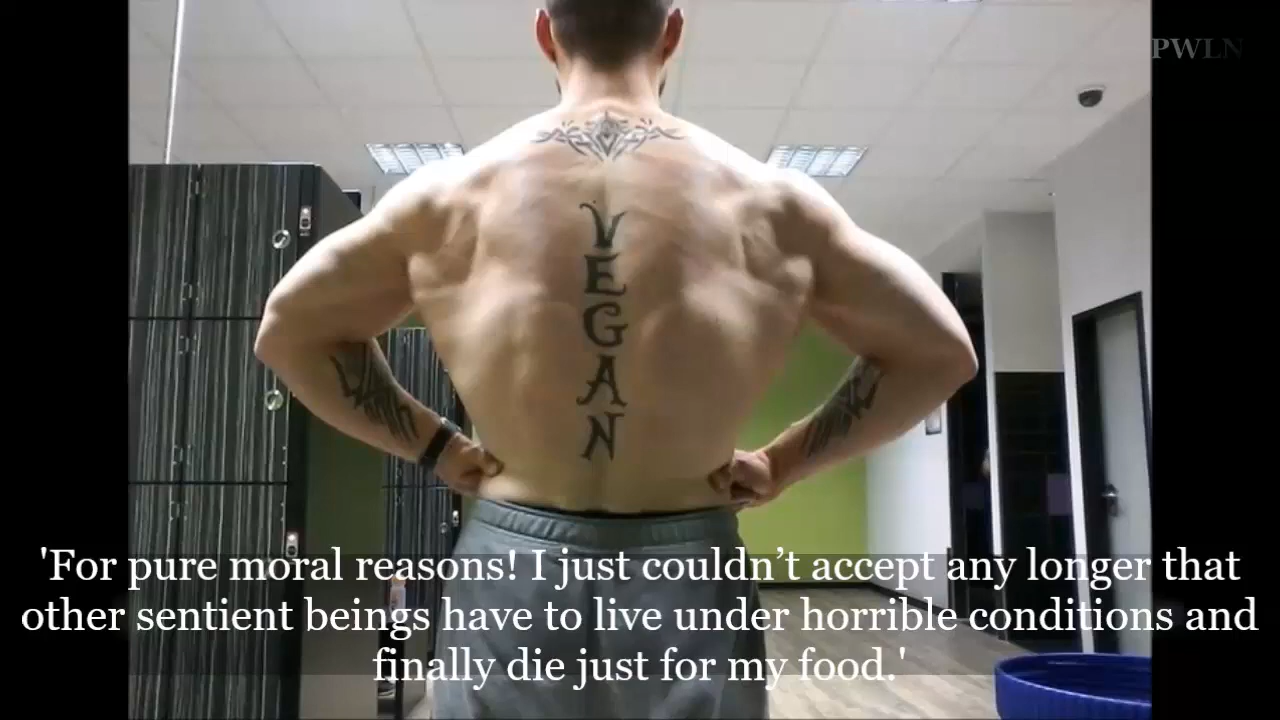 PWLN
VEGAN
'For pure moral reasons! I just couldn’t accept any longer that
other sentient beings have to live under horrible conditions and
finally die just for my food.'